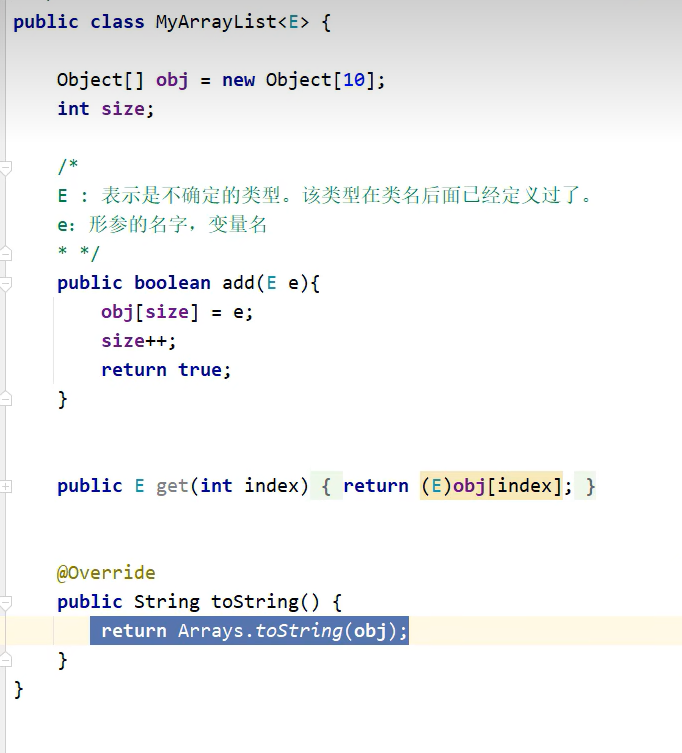 public class MyArrayList<E> {
Object[] obj = new Object[10];
int size;
/*
E : 表示是不确定的类型。该类型在类名后面已经定义过了。
e: 形参的名字，变量名
* */
public boolean add(E e){
obj[size] = e;
size++;
return true;
}
public E get(int index) { return (E)obj[index]; }
@Override
public String toString() {
return Arrays.toString(obj);
}
}